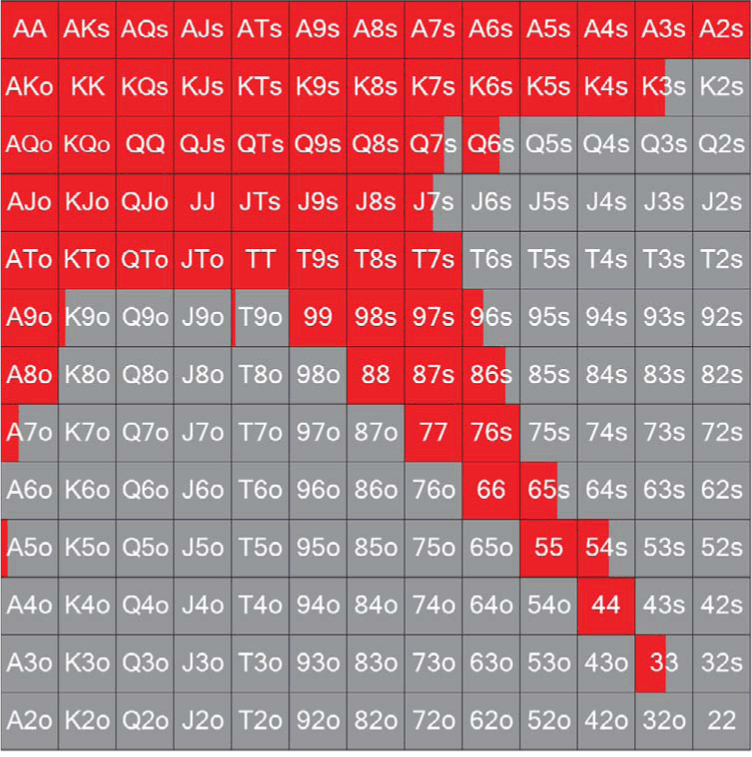 AA AKs AQs AJs ATs A9s A8s A7s A6s A5s A4s A3s A2s
AKo KK KQs KJs KTs K9s K8s K7s K6s K5s K4s K3s K2s
AQo KQo QQ QJs QTs Q9s Q8s Q7s Q6s Q5s Q4s Q3s Q2s
AJo KJo QJo JJ JTs J9s J8s J7s J6s J5s J4s J3s J2s
ATo KTo QTo JTo TT T9s T8s T7s T6s T5s T4s T3s T2s
A9o K9o Q9o J9o T9o 99 98s 97s 96s 95s 94s 93s 92s
A8o K8o Q8o J8o T8o 98o 88 87s 86s 85s 84s 83s 82s
A7o K7o Q7o J7o T7o 97o 87o 77 76s 75s 74s 73s 72s
A6o K6o Q6o J6o T6o 96o 86o 76o 66 65s 64s 63s 62s
A5o K5o Q5o J5o T5o 95o 85o 75o 65o 55 54s 53s 52s
A4o K4o Q4o J4o T4o 94o 84o 74o 64o 54o 44 43s 42s
A3o K3o Q3o J3o T3o 93o 83o 73o 63o 53o 43o 33 32s
A2o K2o Q2o J2o T2o 92o 82o 72o 62o 52o 42o 32o 22